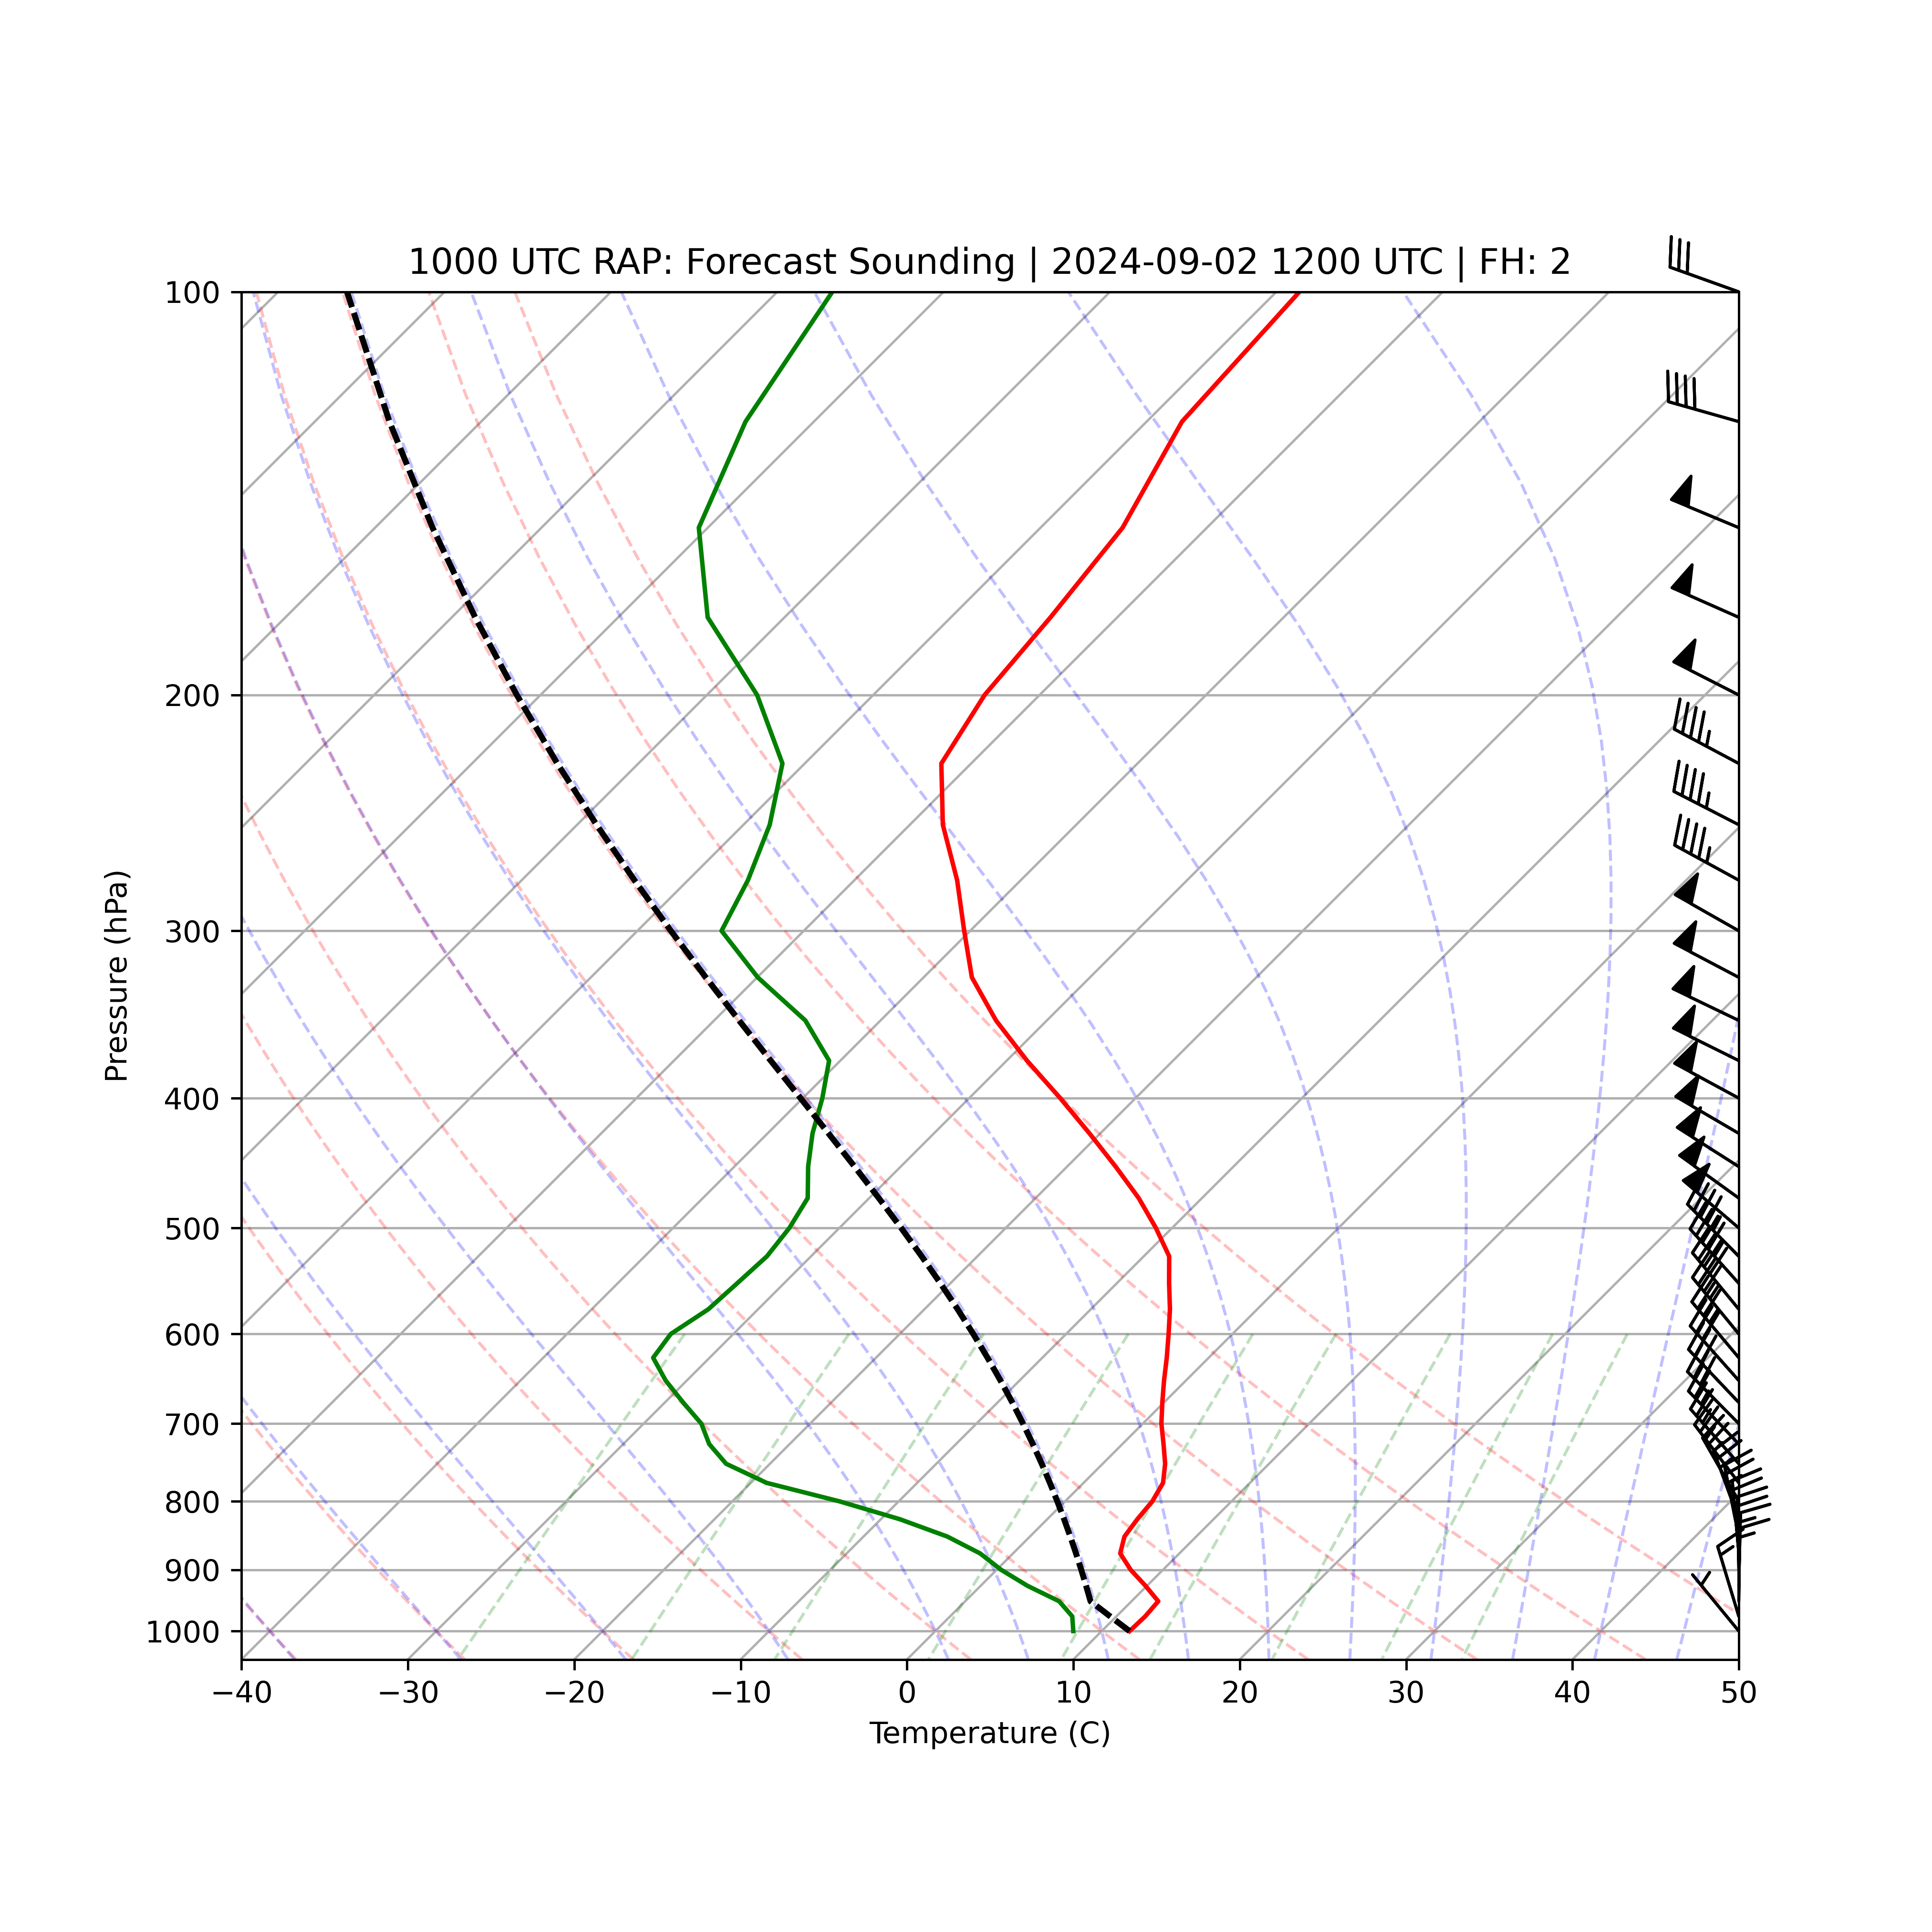 1000 UTC RAP: Forecast Sounding | 2024-09-02 1200 UTC | FH: 2
100
200
300
400
500
600
700
800
900
1000
Pressure (hPa)
−40 −30 −20 −10 0 10 20 30 40 50
Temperature (C)